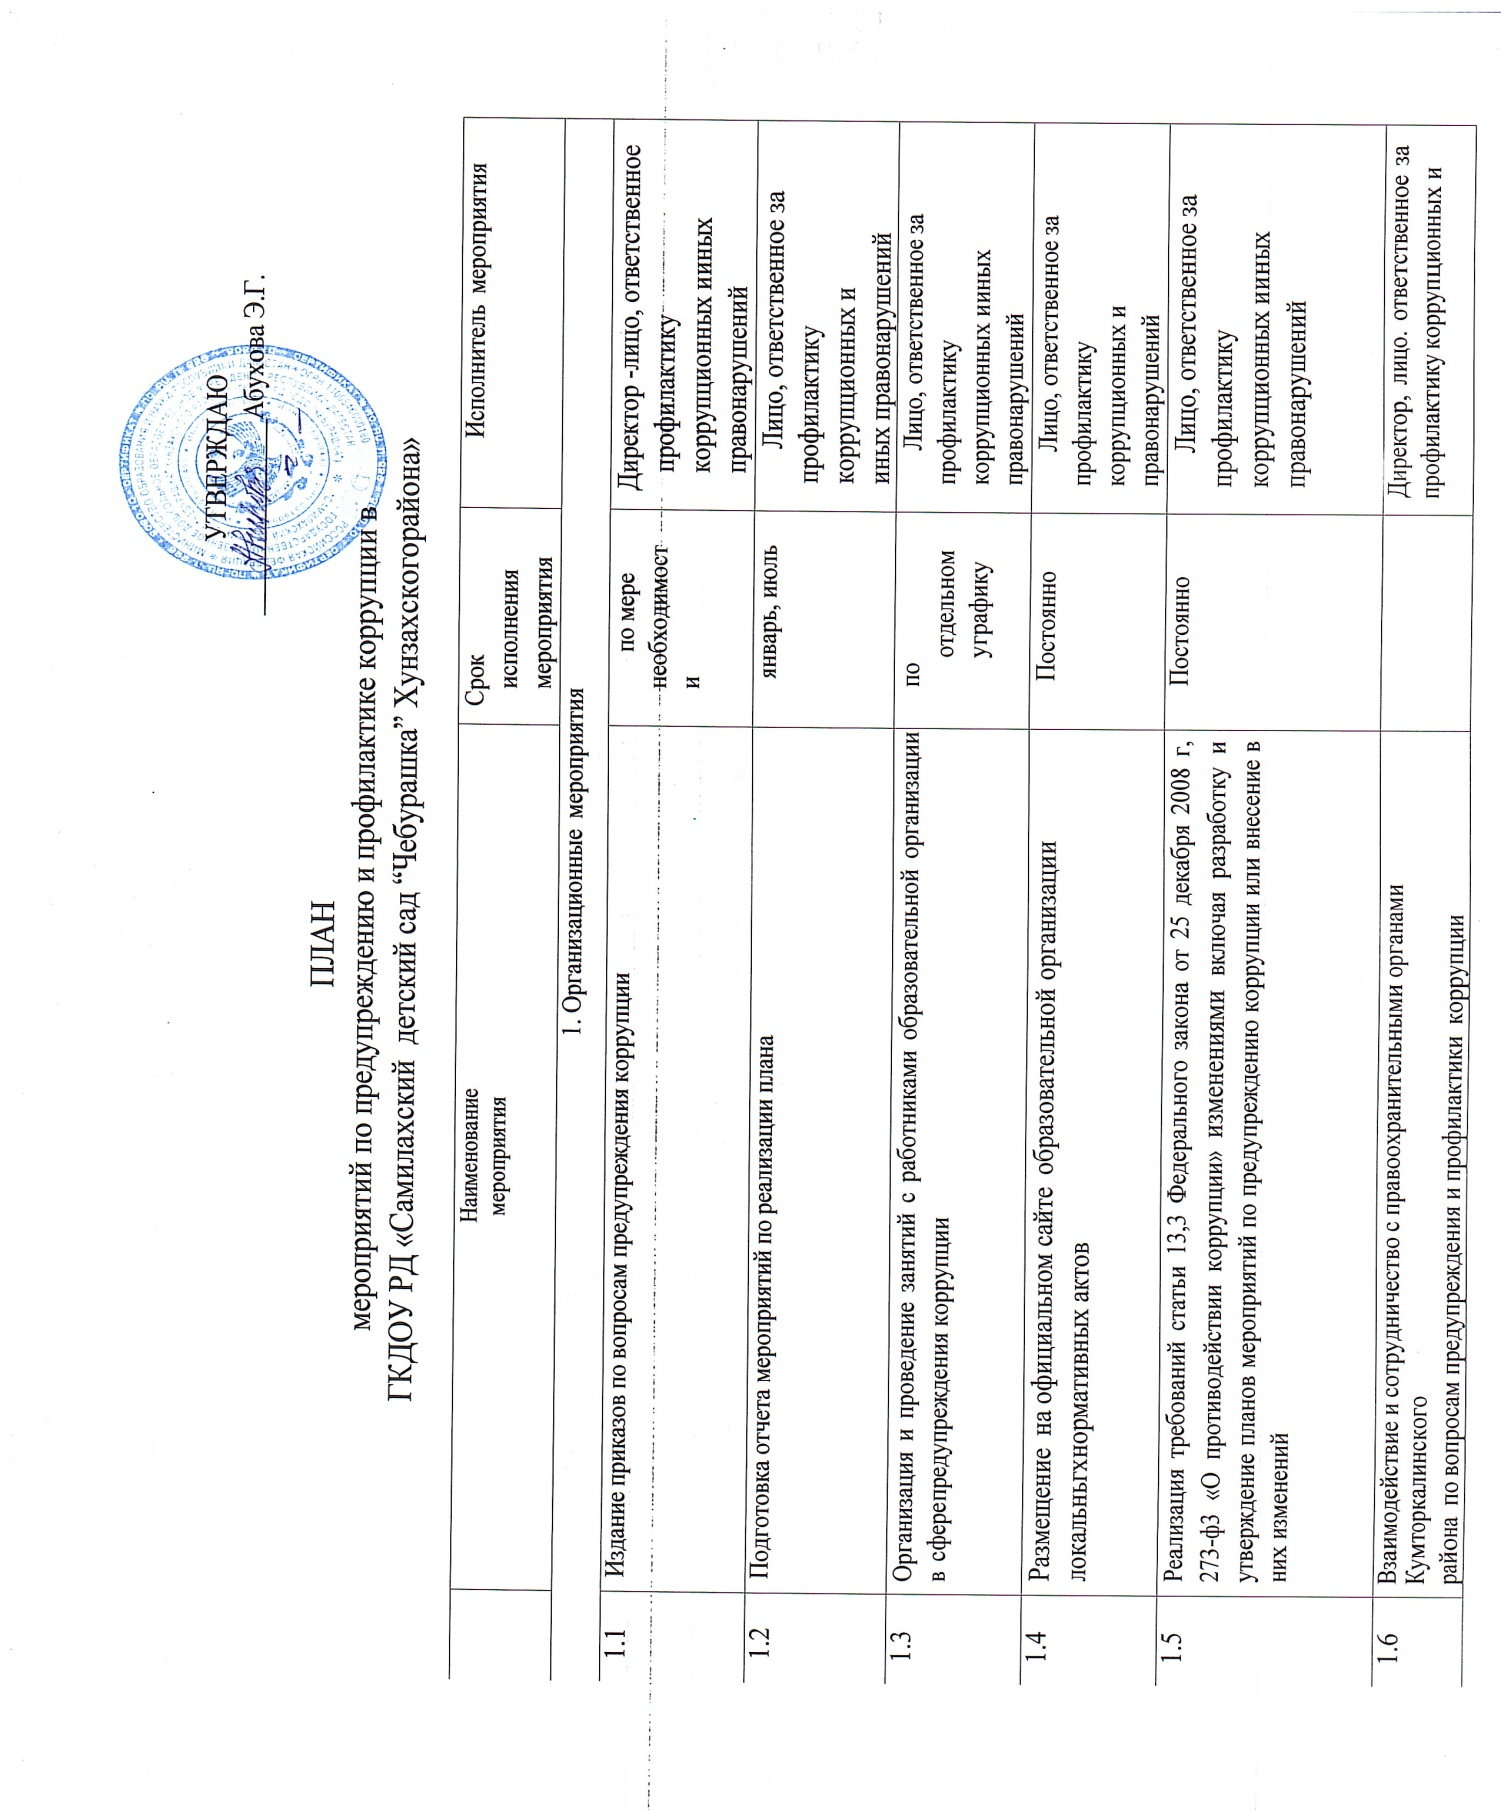 УТВЕРЖДАЮ
Абухова Э.Г.
ПЛАН
мероприятий по предупреждению и профилактике коррупции в
ГКДОУ РД «Самилахский детский сад “Чебурашка” Хунзахскогорайона»
Наименование
мероприятия
Срок
исполнения
мероприятия
Исполнитель мероприятия
1. Организационные мероприятия
1.1
Издание приказов по вопросам предупреждения коррупции
по мере
необходимост
и
Директор -лицо, ответственное
профилактику
коррупционных ииных
правонарушений
1.2
Подготовка отчета мероприятий по реализации плана
январь, июль
Лицо, ответственное за
профилактику
коррупционных и
иных правонарушений
1.3
Организация и проведение занятий с работниками образовательной организации
в сферепредупреждения коррупции
по
отдельном
уграфику
Лицо, ответственное за
профилактику
коррупционных ииных
правонарушений
1.4
Размещение на официальном сайте образовательной организации
локальныгхнормативных актов
Постоянно
Лицо, ответственное за
профилактику
коррупционных и
правонарушений
1.5
Реализация требований статьи 13,3 Федерального закона от 25 декабря 2008 г,
273-ф3 «О противодействии коррупции» изменениями включая разработку и
утверждение планов мероприятий по предупреждению коррупции или внесение в
них изменений
Постоянно
Лицо, ответственное за
профилактику
коррупционных ииных
правонарушений
1.6
Взаимодействие и сотрудничество с правоохранительными органами
Кумторкалинского
района по вопросам предупреждения и профилактики коррупции
Директор, лицо. ответственное за
профилактику коррупционных и